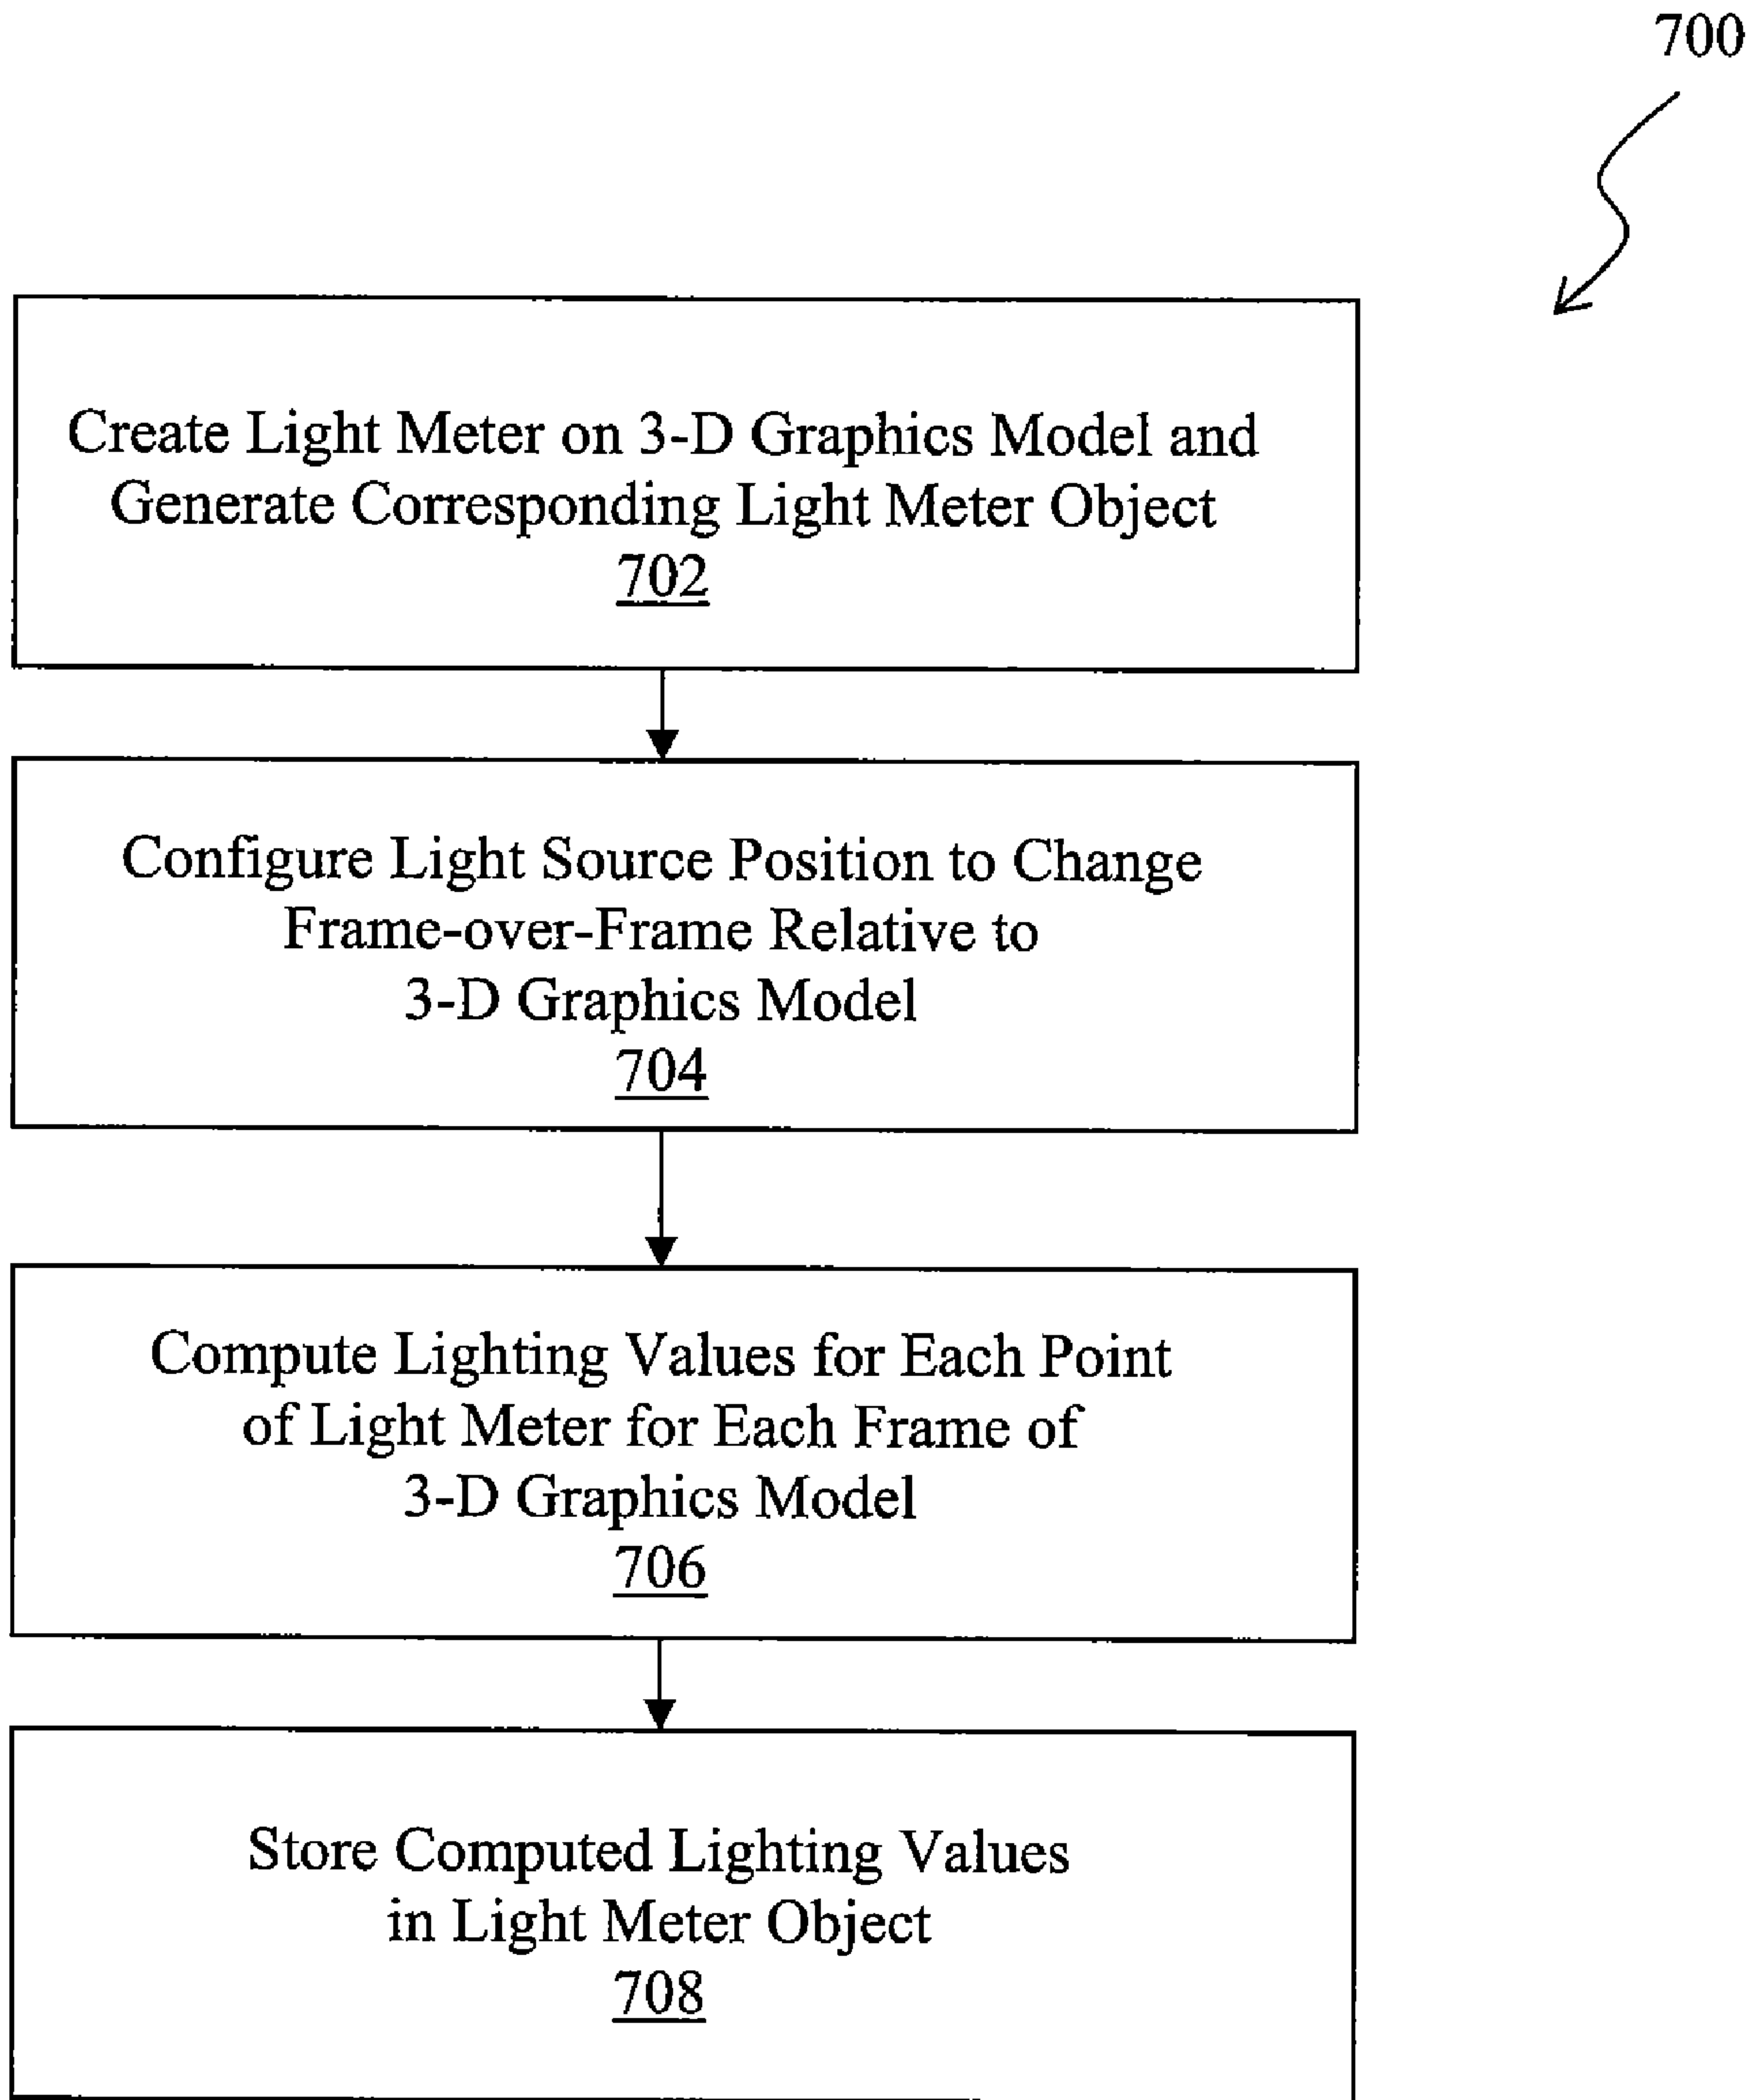 700
Create Light Meter on 3-D Graphics Model and
Generate Corresponding Light Meter Object
702
Configure Light Source Position to Change
Frame-over-Frame Relative to
3-D Graphics Model
704
Compute Lighting Values for Each Point
of Light Meter for Each Frame of
3-D Graphics Model
706
Store Computed Lighting Values
in Light Meter Object
708